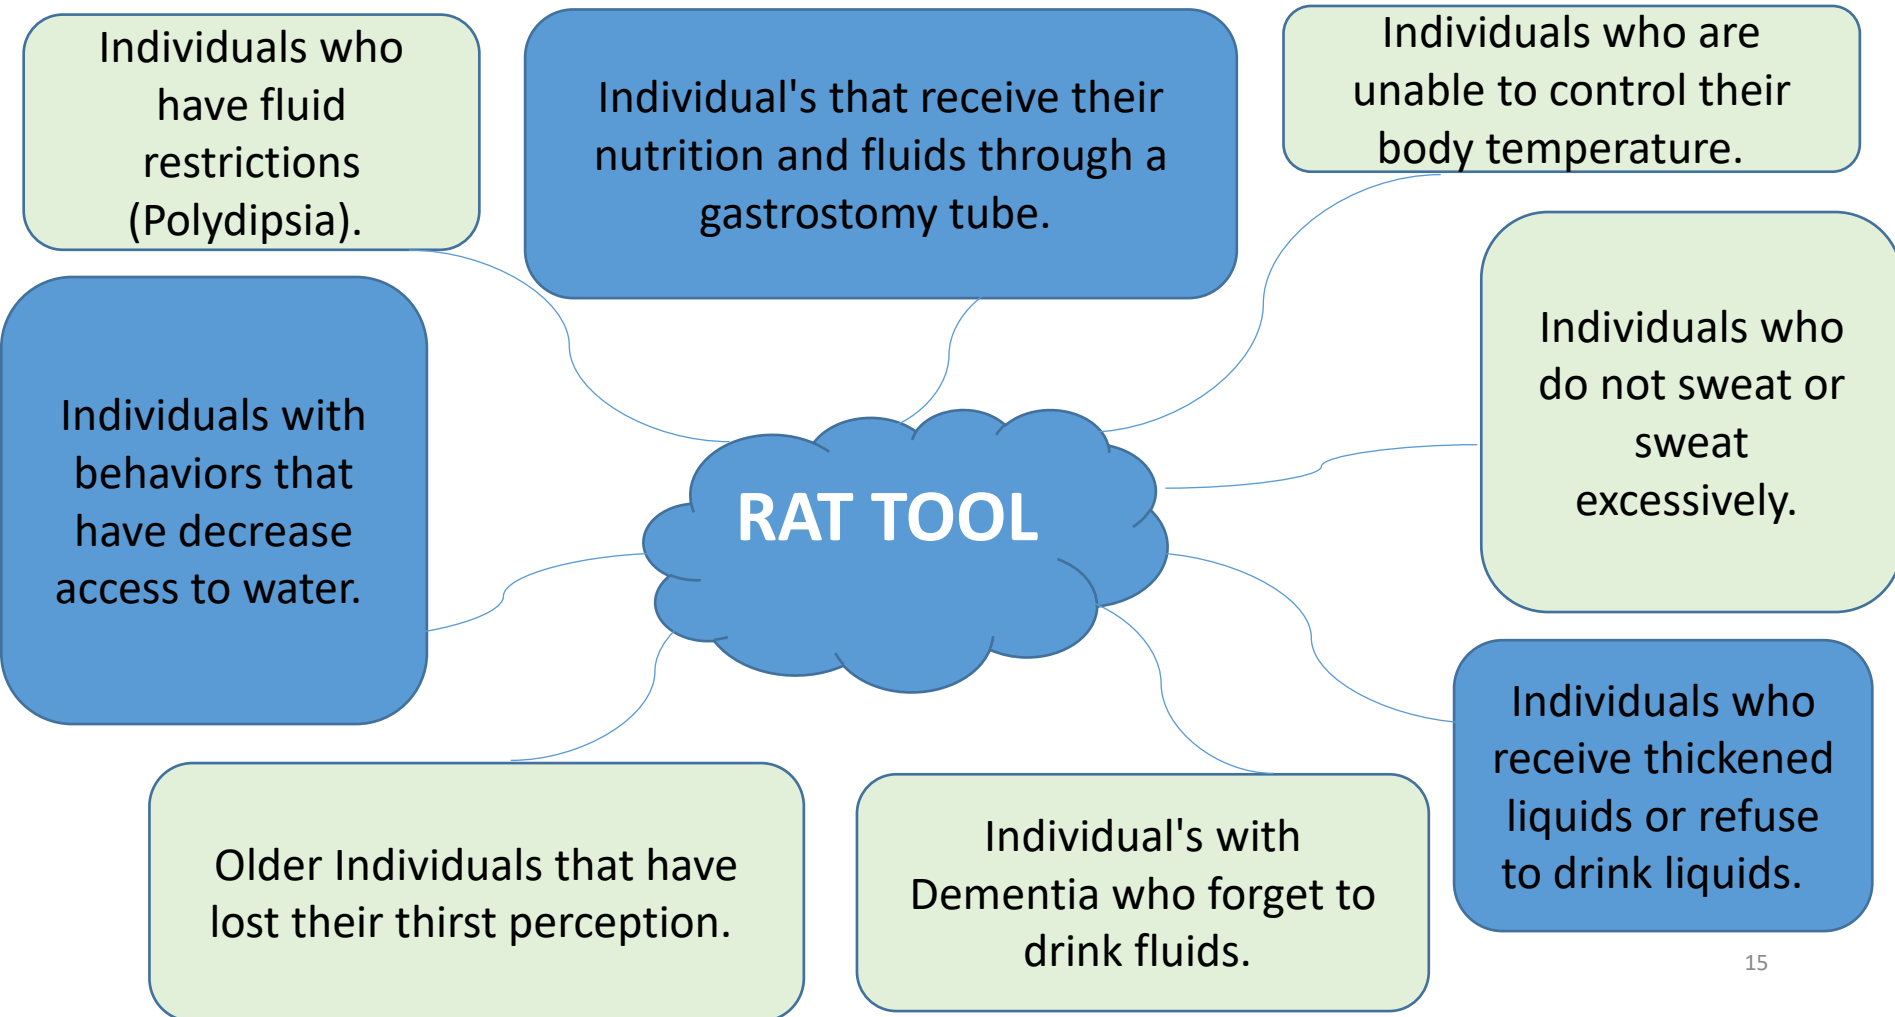 Individuals who
have fluid
restrictions
(Polydipsia).
Individual's that receive their
nutrition and fluids through a
gastrostomy tube.
Individuals who are
unable to control their
body temperature.
Individuals with
behaviors that
have decrease
access to water.
RAT TOOL
Individuals who
do not sweat or
sweat
excessively.
Older Individuals that have
lost their thirst perception.
Individual's with
Dementia who forget to
drink fluids.
Individuals who
receive thickened
liquids or refuse
to drink liquids.
15